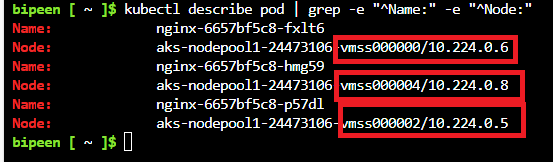 bipeen [ ~ ]$ kubectl describe pod | grep -e "^Name:" -e "^Node:"
Name: nginx-6657bf5c8-fxlt6
Node: aks-nodepool1-24473106-vmss000000/10.224.0.6
Name: nginx-6657bf5c8-hmg59
Node: aks-nodepool1-24473106-vmss000004/10.224.0.8
Name: nginx-6657bf5c8-p57dl
Node: aks-nodepool1-24473106-vmss000002/10.224.0.5
bipeen [ ~ ]$